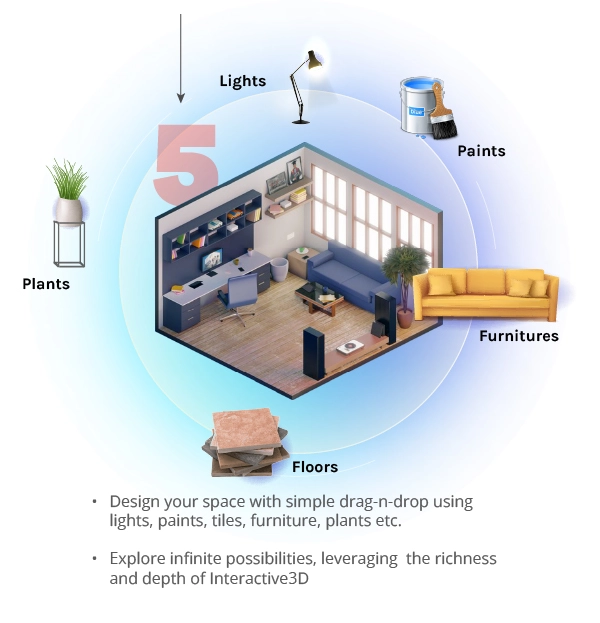 Lights
blue
Paints
5
Plants
Furnitures
Floors
• Design your space with simple drag-n-drop using
lights, paints, tiles, furniture, plants etc.
• Explore infinite possibilities, leveraging the richness
and depth of Interactive3D